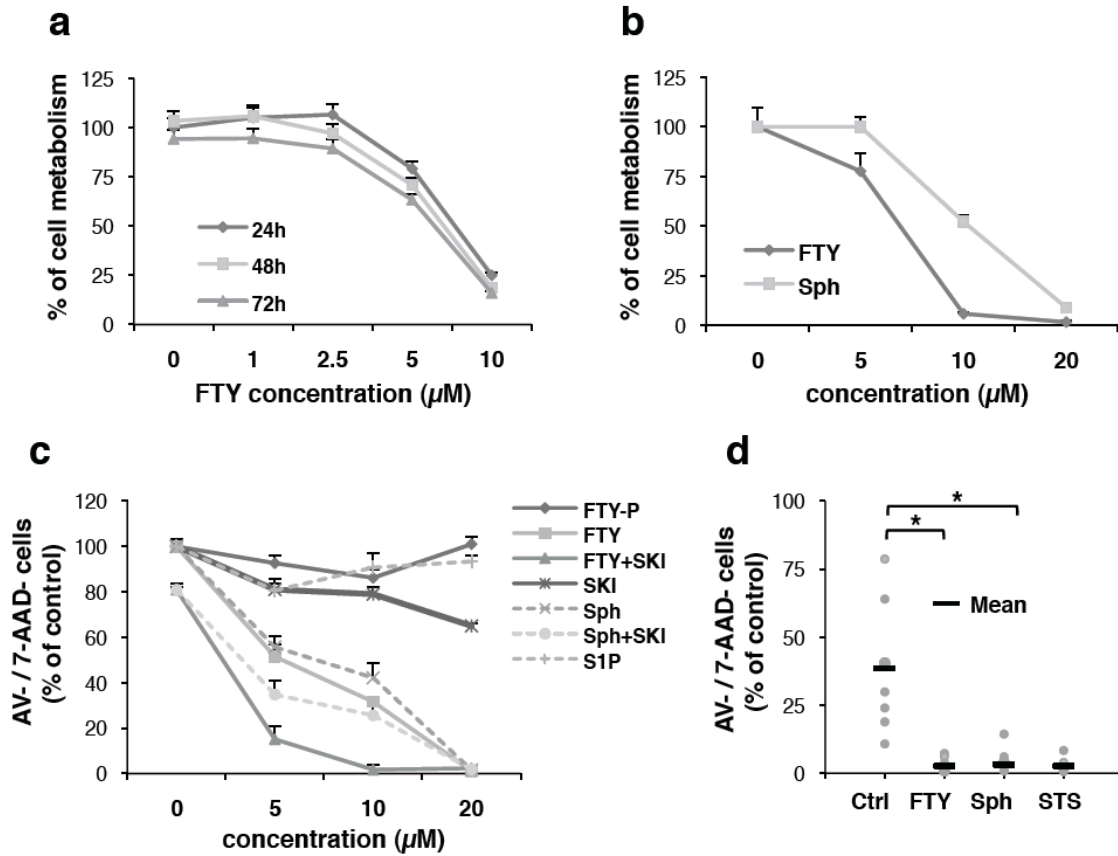 a
% of cell metabolism
125
100
75
50
25
0
24h
48h
72h
0 1 2.5 5 10
FTY concentration (µM)
b
% of cell metabolism
125
100
75
50
25
0
FTY
Sph
0 5 10 20
concentration (µM)
c
AV- / 7-AAD- cells
(% of control)
120
100
80
60
40
20
0
FTY-P
FTY
FTY+SKI
SKI
Sph
Sph+SKI
S1P
0 5 10 20
concentration (µM)
d
AV- / 7-AAD- cells
(% of control)
100
75
50
25
0
*
*
Mean
Ctrl FTY Sph STS